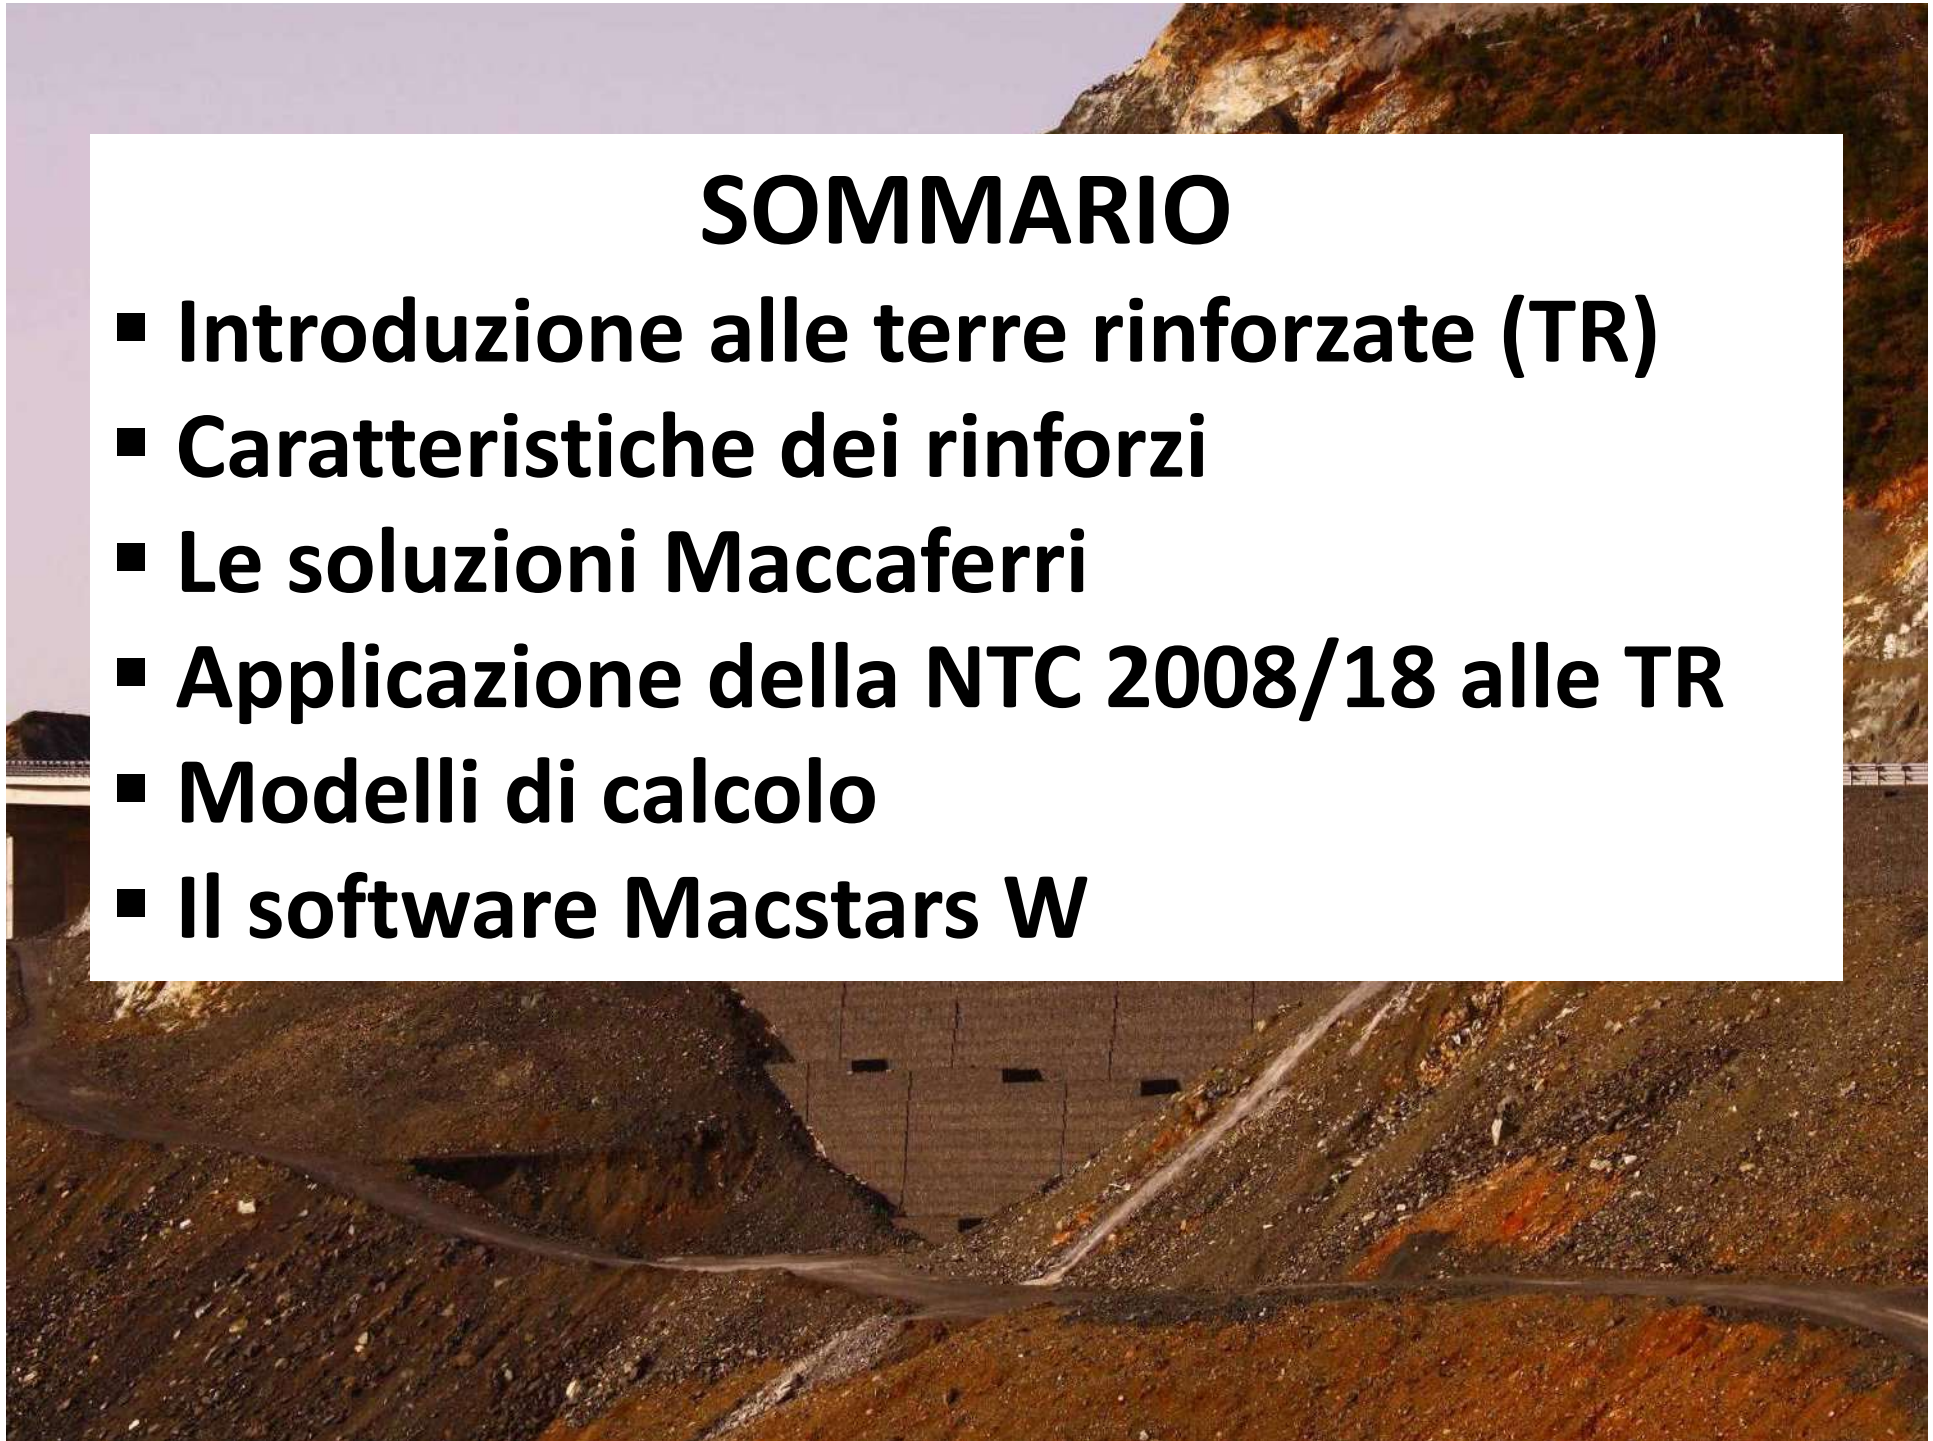 SOMMARIO
▪ Introduzione alle terre rinforzate (TR)
▪ Caratteristiche dei rinforzi
▪ Le soluzioni Maccaferri
▪ Applicazione della NTC 2008/18 alle TR
▪ Modelli di calcolo
▪ Il software Macstars W